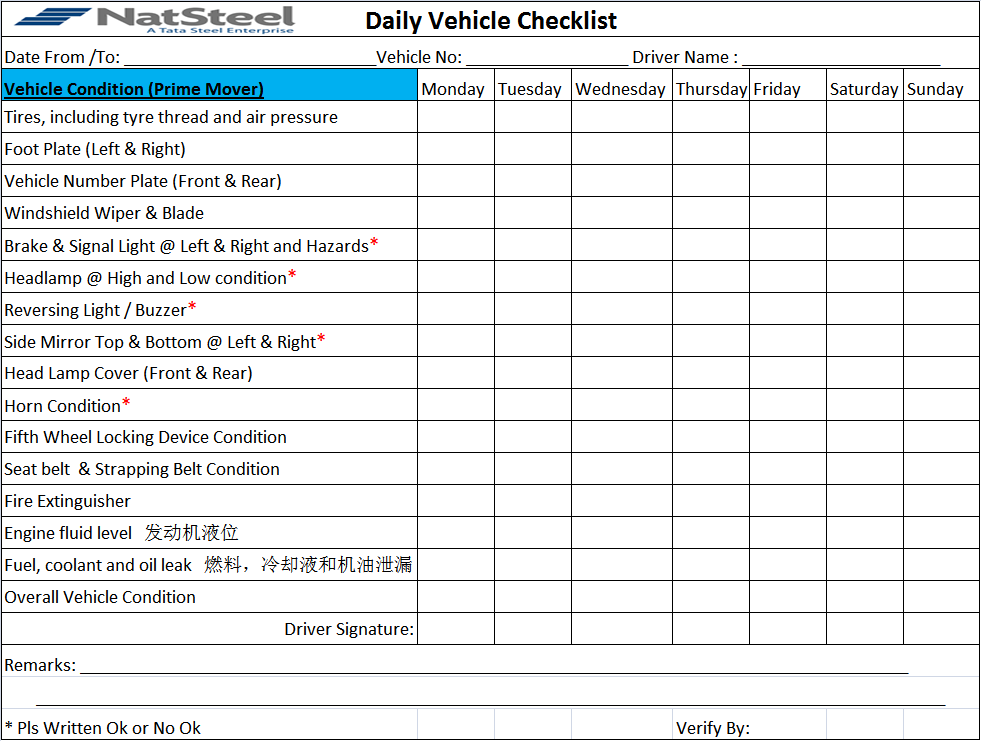 NatSteel
A Tata Steel Enterprise
Daily Vehicle Checklist
Date From /To: Vehicle No: Driver Name :
Vehicle Condition (Prime Mover) Monday Tuesday Wednesday Thursday Friday Saturday Sunday
Tires, including tyre thread and air pressure
Foot Plate (Left & Right)
Vehicle Number Plate (Front & Rear)
Windshield Wiper & Blade
Brake & Signal Light @ Left & Right and Hazards*
Headlamp @ High and Low condition*
Reversing Light / Buzzer*
Side Mirror Top & Bottom @ Left & Right*
Head Lamp Cover (Front & Rear)
Horn Condition*
Fifth Wheel Locking Device Condition
Seat belt & Strapping Belt Condition
Fire Extinguisher
Engine fluid level 发动机液位
Fuel, coolant and oil leak 燃料，冷却液和机油泄漏
Overall Vehicle Condition
Driver Signature:
Remarks:
* Pls Written Ok or No Ok Verify By: